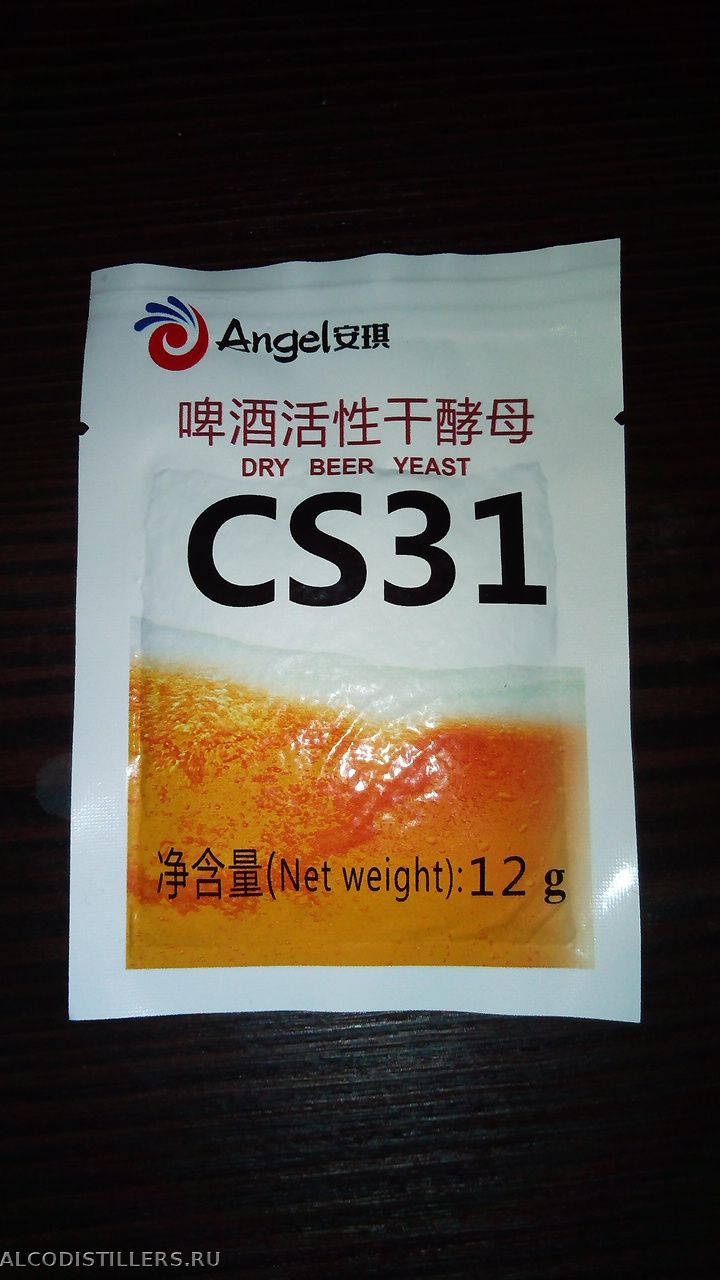 Angel安琪
啤酒活性干酵母
DRY BEER YEAST
CS31
净含量(Net weight):12 g
ALCODISTILLERS.RU